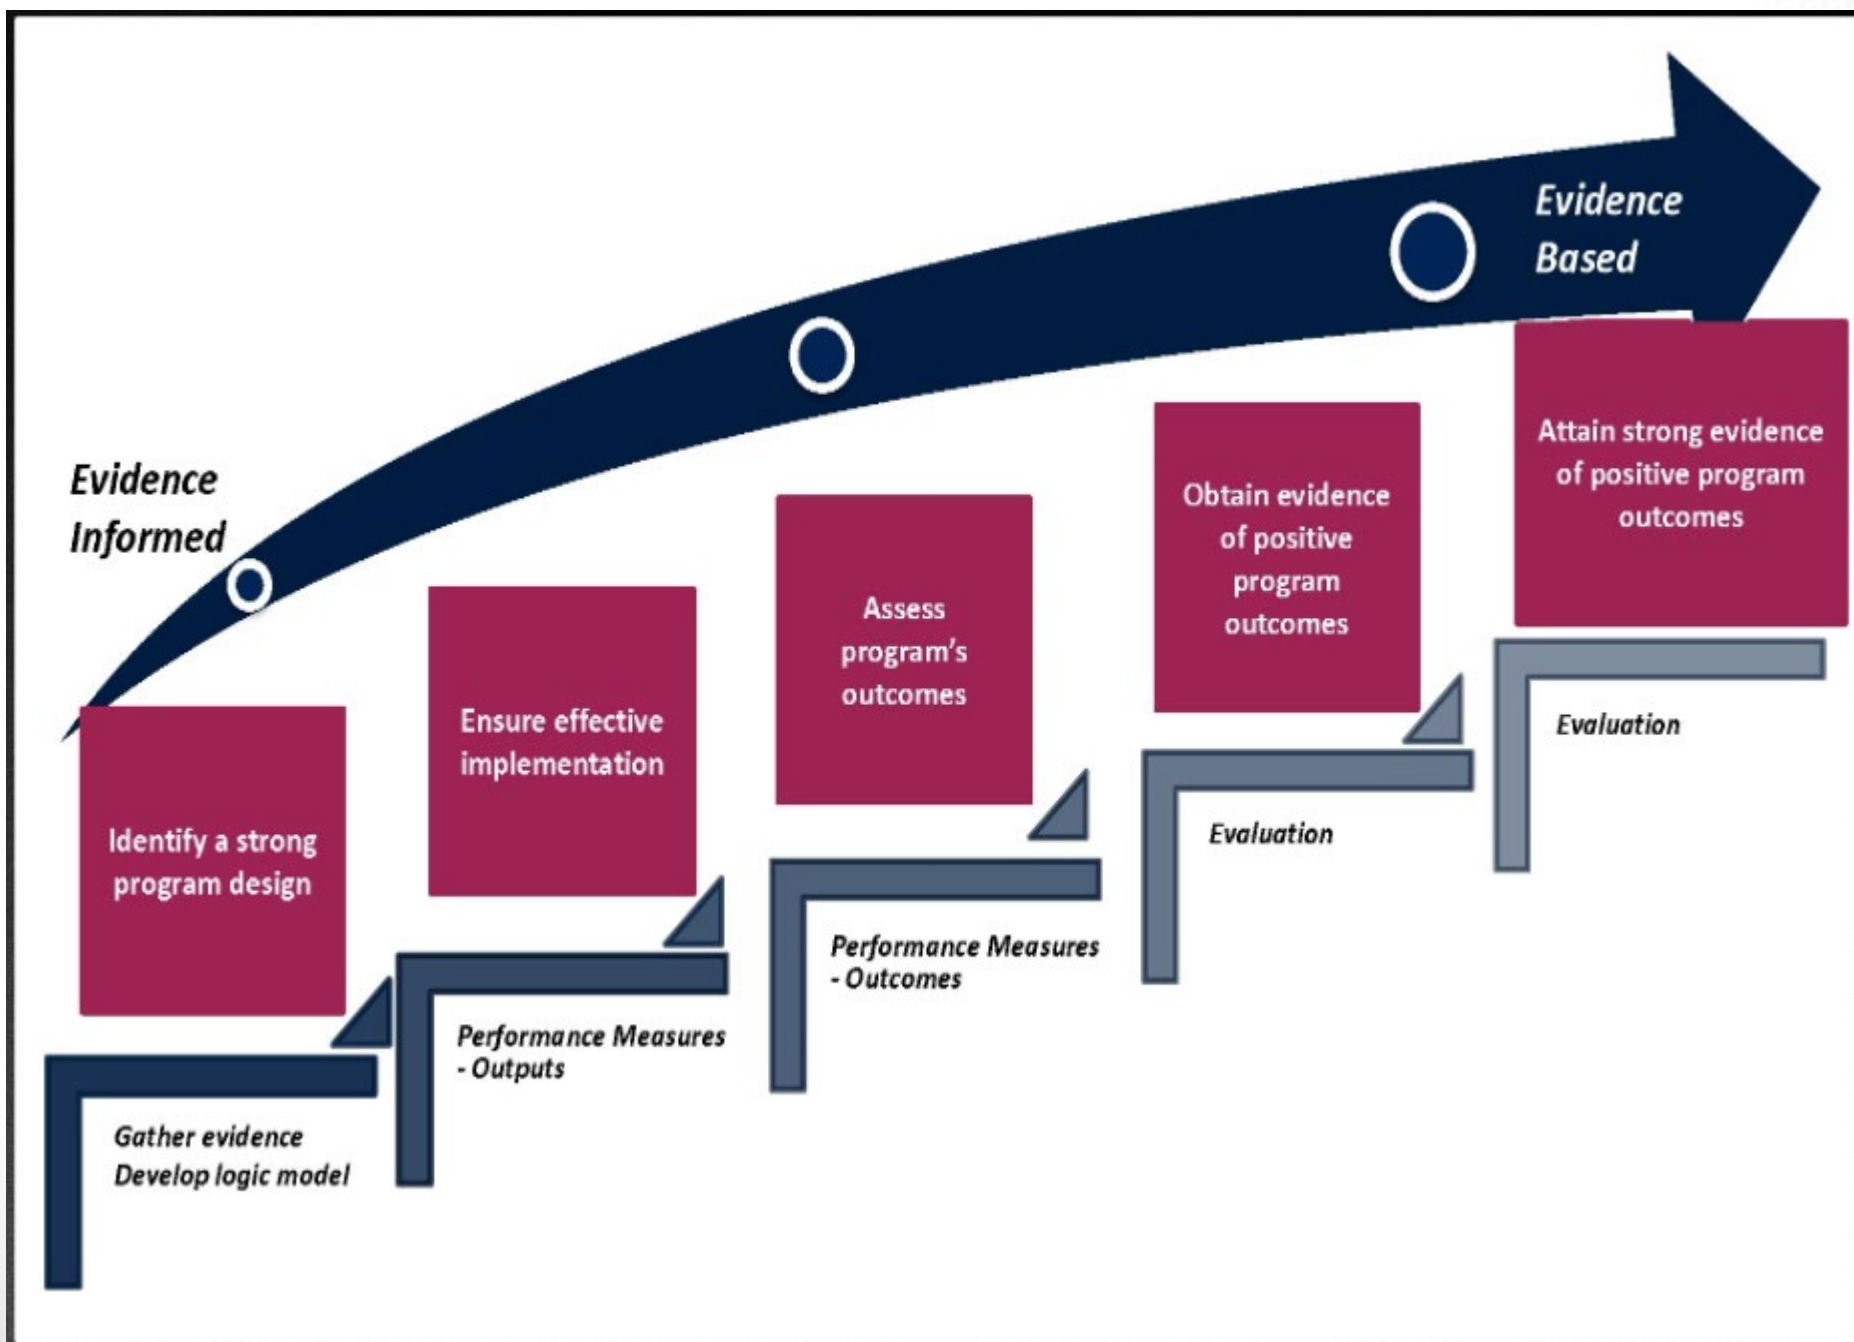 Evidence
Based
Evidence
Informed
Identify a strong
program design
Gather evidence
Develop logic model
Ensure effective
implementation
Performance Measures
- Outputs
Assess
program's
outcomes
Performance Measures
- Outcomes
Obtain evidence
of positive
program
outcomes
Evaluation
Attain strong evidence
of positive program
outcomes
Evaluation